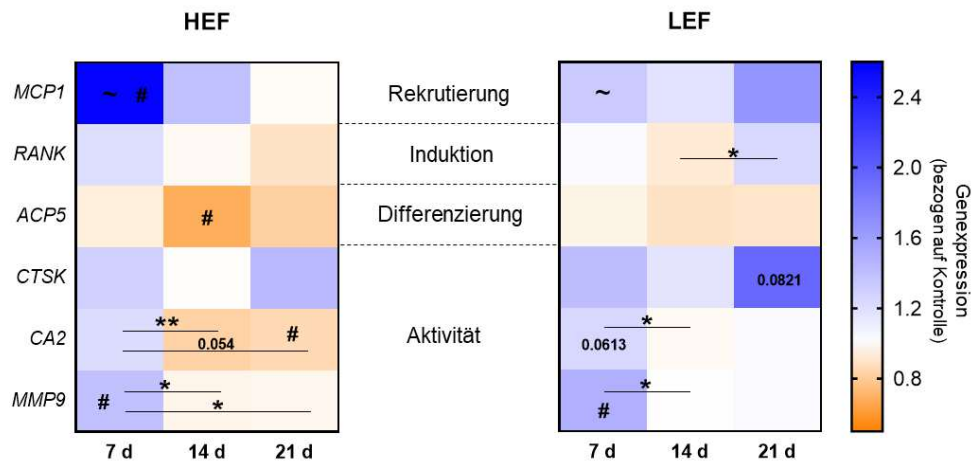 HEF
LEF
MCP1
~ #
Rekrutierung
~
2.4
RANK
Induktion
*
2.0
ACP5
#
Differenzierung
1.6
CTSK
0.0821
1.2
CA2
**
0.054
#
Aktivität
*
0.0613
0.8
MMP9
#
*
*
*
#
7 d 14 d 21 d
7 d 14 d 21 d
Genexpression
(bezogen auf Kontrolle)